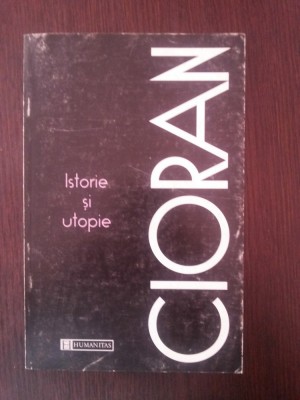 CIORAN
Istorie
și
utopie
H HUMANITAS